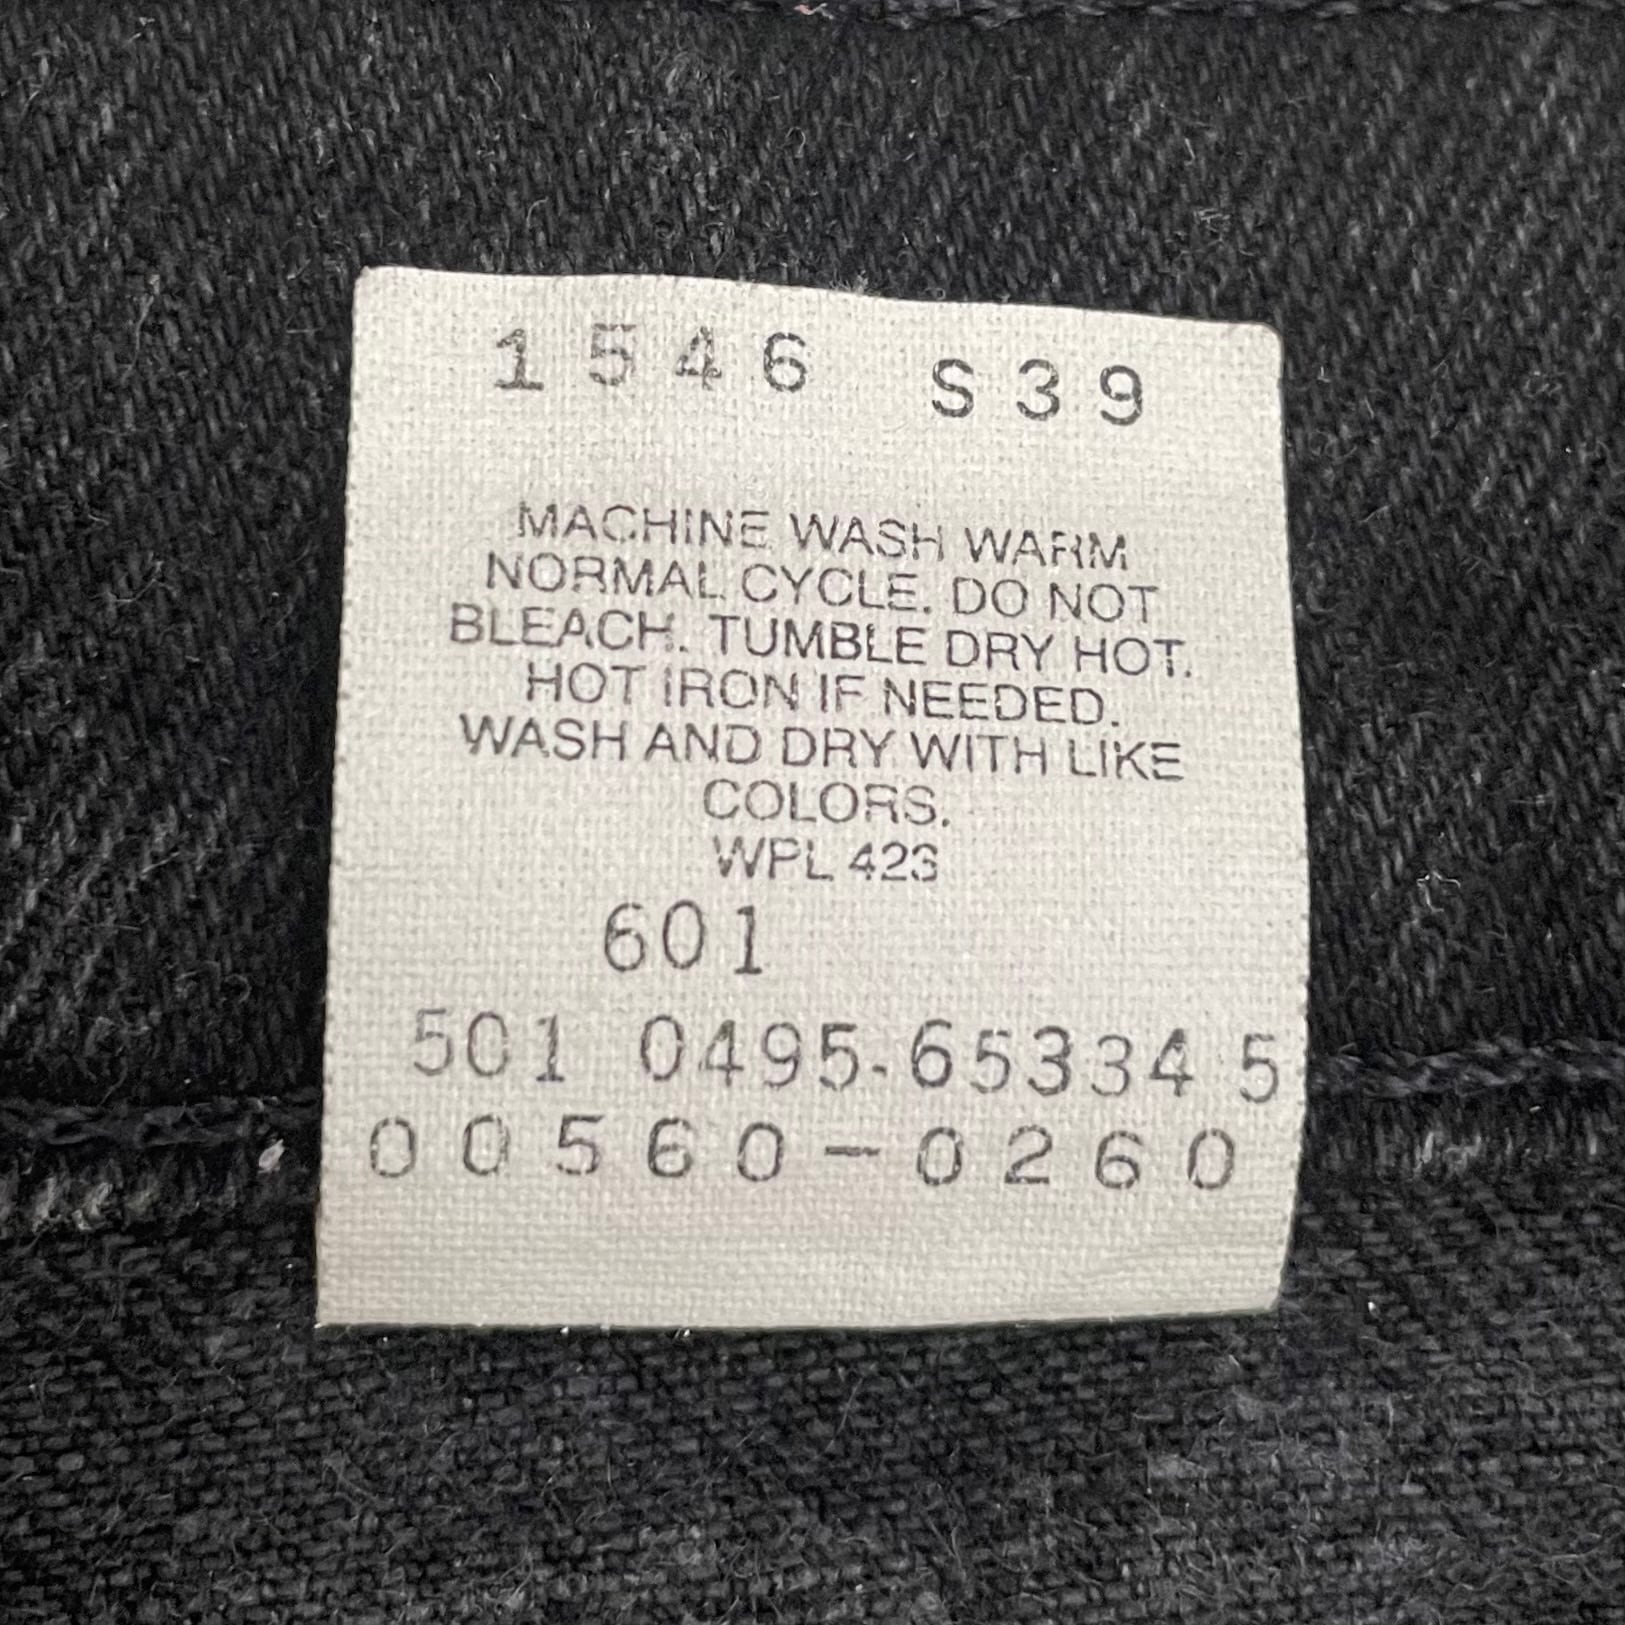 1546 S39
MACHINE WASH WARM
NORMAL CYCLE. DO NOT
BLEACH. TUMBLE DRY HOT.
HOT IRON IF NEEDED.
WASH AND DRY WITH LIKE
COLORS.
WPL 423
601
501 0495-65334 5
00560-0260